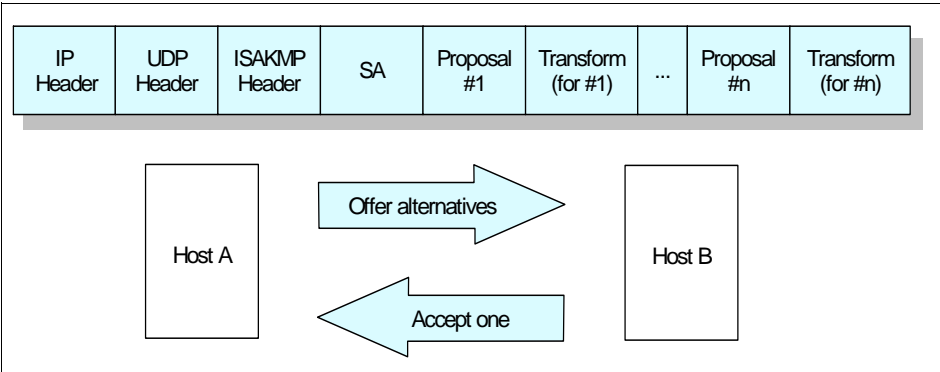 IP Header
UDP Header
ISAKMP Header
SA
Proposal #1
Transform (for #1)
...
Proposal #n
Transform (for #n)
Offer alternatives
Host A
Host B
Accept one